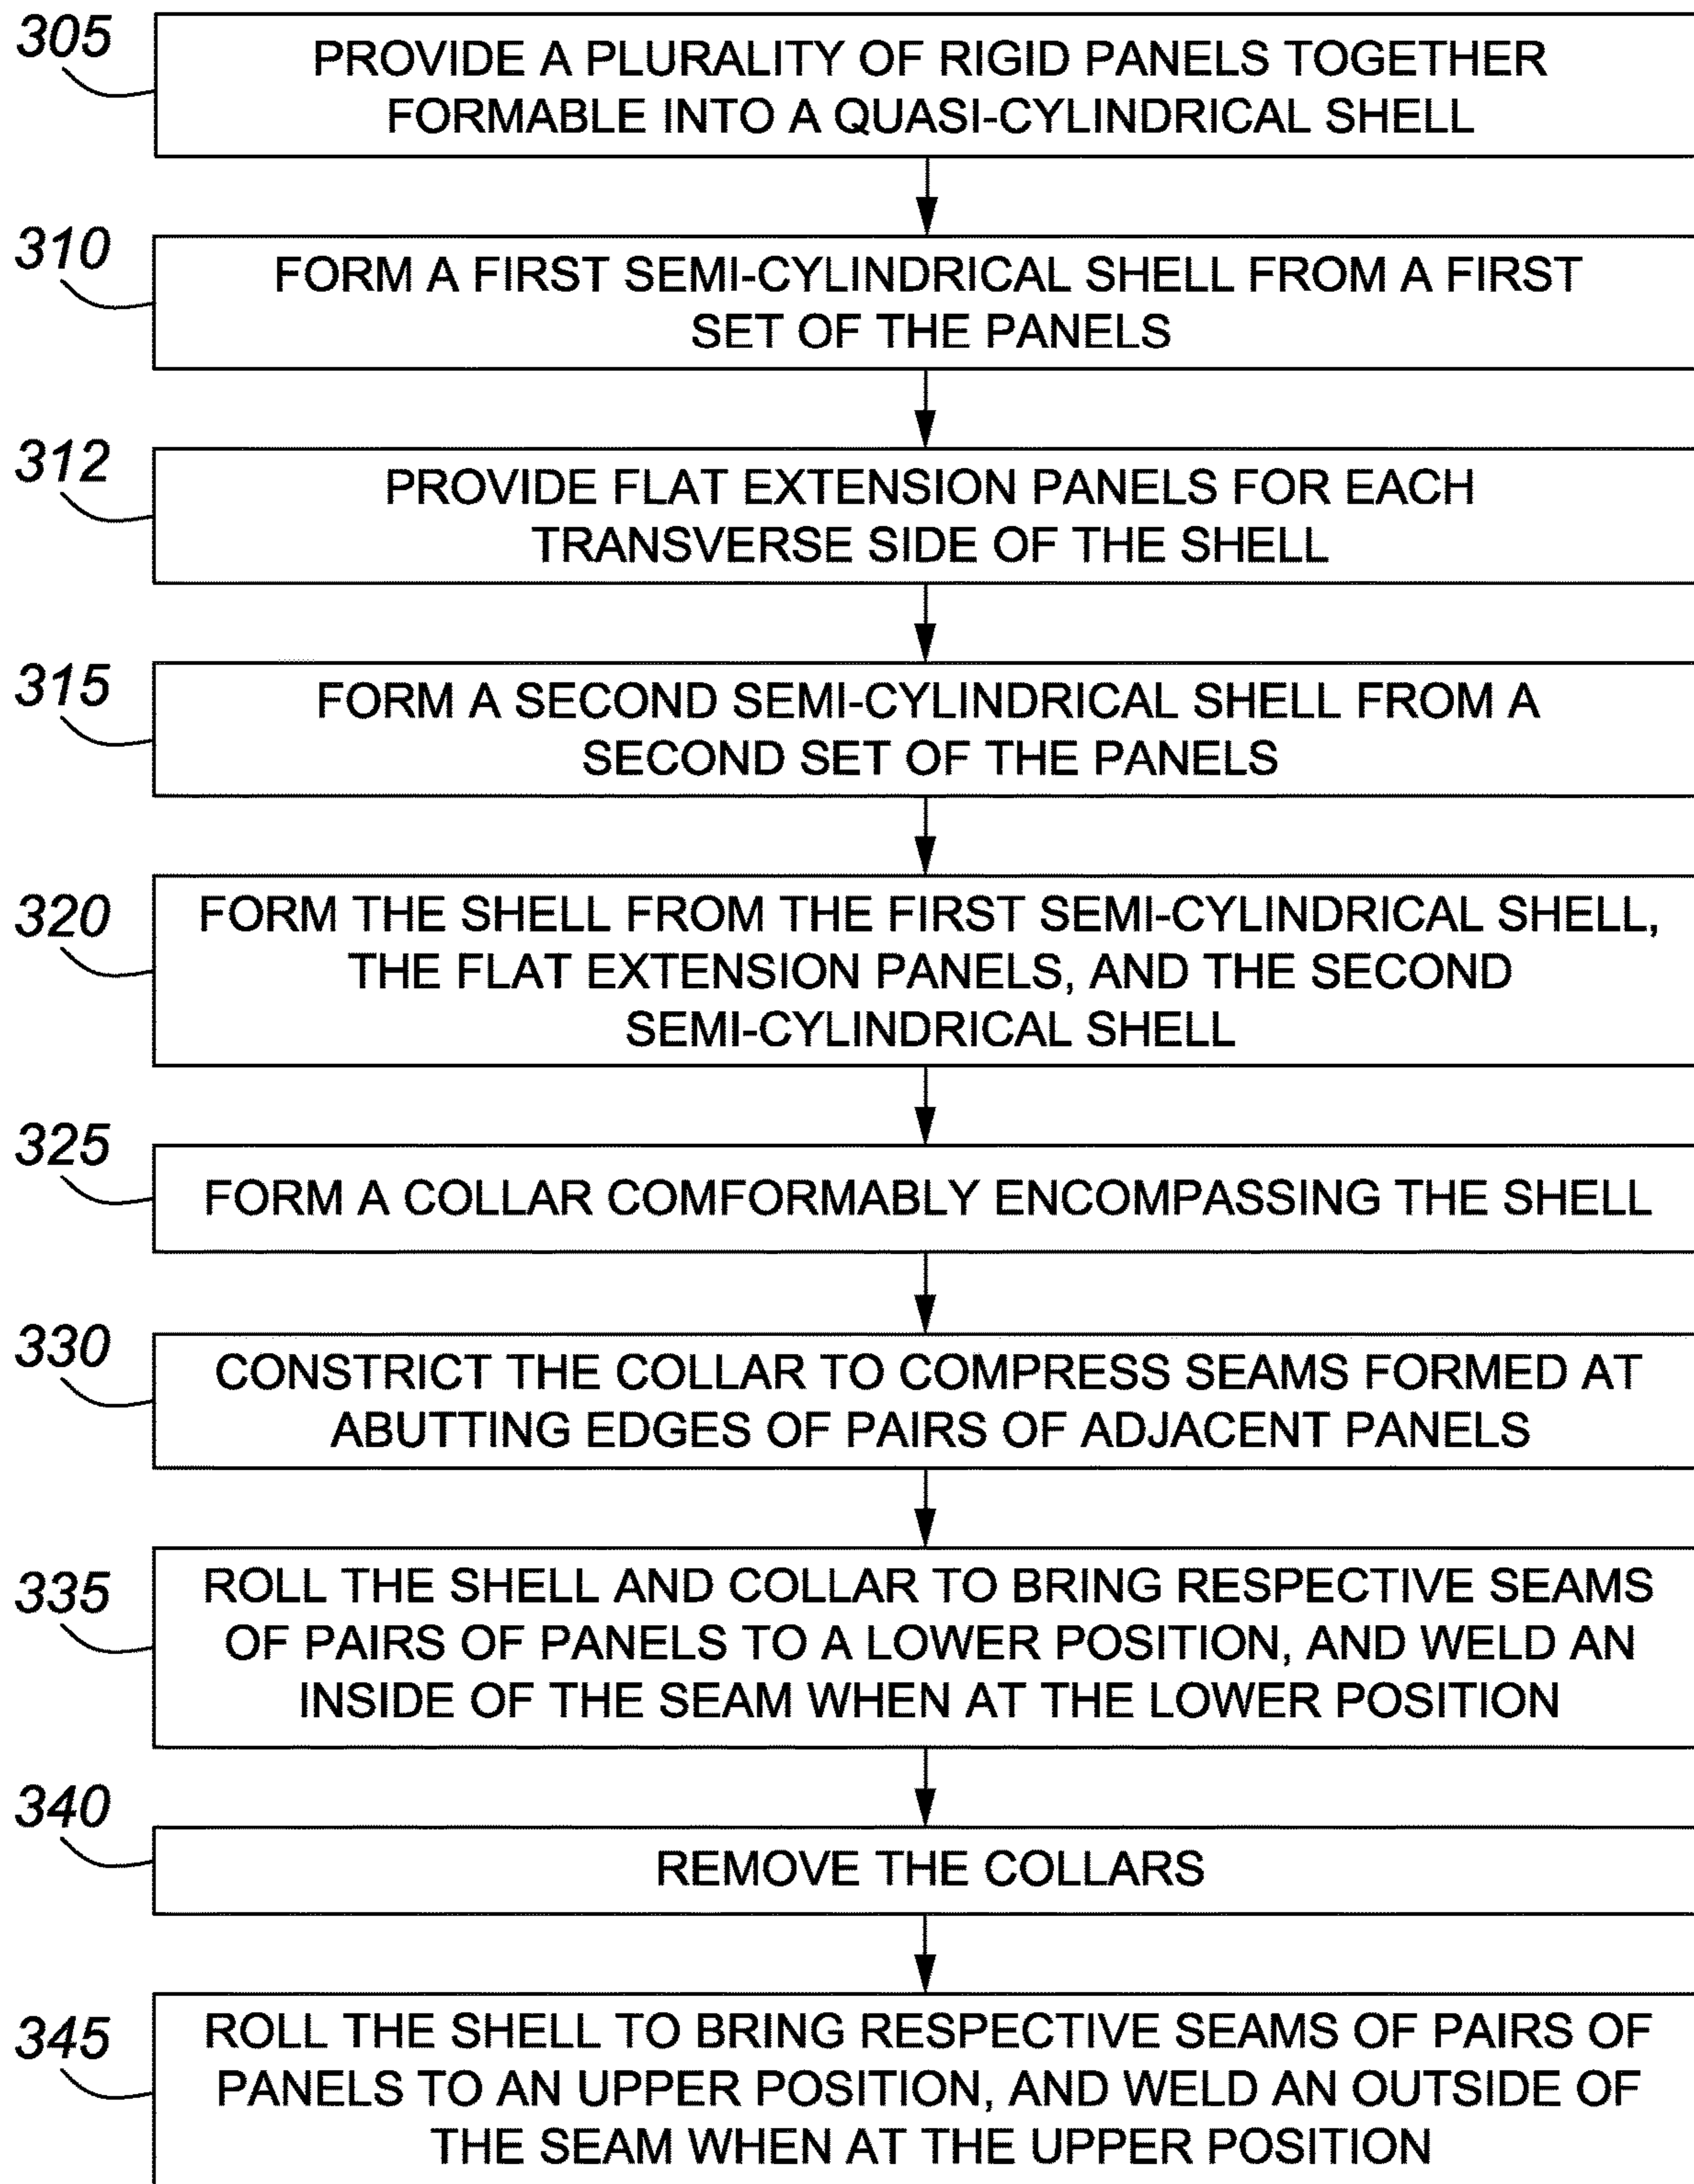 305
PROVIDE A PLURALITY OF RIGID PANELS TOGETHER
FORMABLE INTO A QUASI-CYLINDRICAL SHELL
310
FORM A FIRST SEMI-CYLINDRICAL SHELL FROM A FIRST
SET OF THE PANELS
312
PROVIDE FLAT EXTENSION PANELS FOR EACH
TRANSVERSE SIDE OF THE SHELL
315
FORM A SECOND SEMI-CYLINDRICAL SHELL FROM A
SECOND SET OF THE PANELS
320
FORM THE SHELL FROM THE FIRST SEMI-CYLINDRICAL SHELL,
THE FLAT EXTENSION PANELS, AND THE SECOND
SEMI-CYLINDRICAL SHELL
325
FORM A COLLAR COMFORMABLY ENCOMPASSING THE SHELL
330
CONSTRICT THE COLLAR TO COMPRESS SEAMS FORMED AT
ABUTTING EDGES OF PAIRS OF ADJACENT PANELS
335
ROLL THE SHELL AND COLLAR TO BRING RESPECTIVE SEAMS
OF PAIRS OF PANELS TO A LOWER POSITION, AND WELD AN
INSIDE OF THE SEAM WHEN AT THE LOWER POSITION
340
REMOVE THE COLLARS
345
ROLL THE SHELL TO BRING RESPECTIVE SEAMS OF PAIRS OF
PANELS TO AN UPPER POSITION, AND WELD AN OUTSIDE OF
THE SEAM WHEN AT THE UPPER POSITION